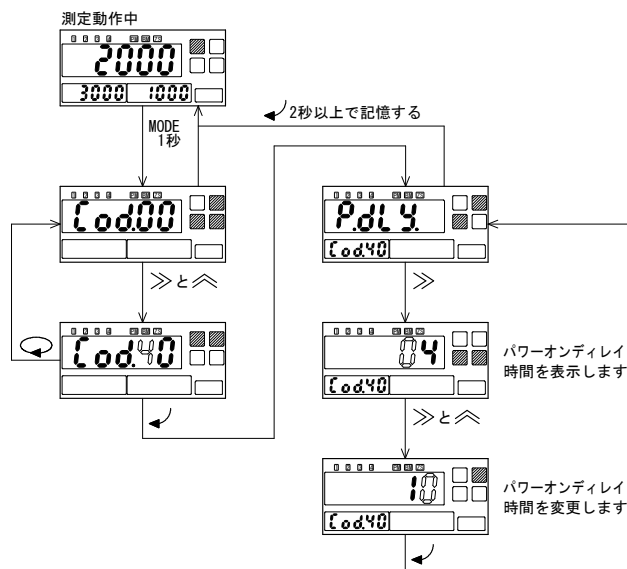 測定動作中
2000
3000 1000
MODE
1秒
2秒以上で記憶する
Cod.00
≫と︽
Cod.40
P.dLY.
Cod.40
≫
04
Cod.40
パワーオンディレイ
時間を表示します
≫と︽
10
Cod.40
パワーオンディレイ
時間を変更します